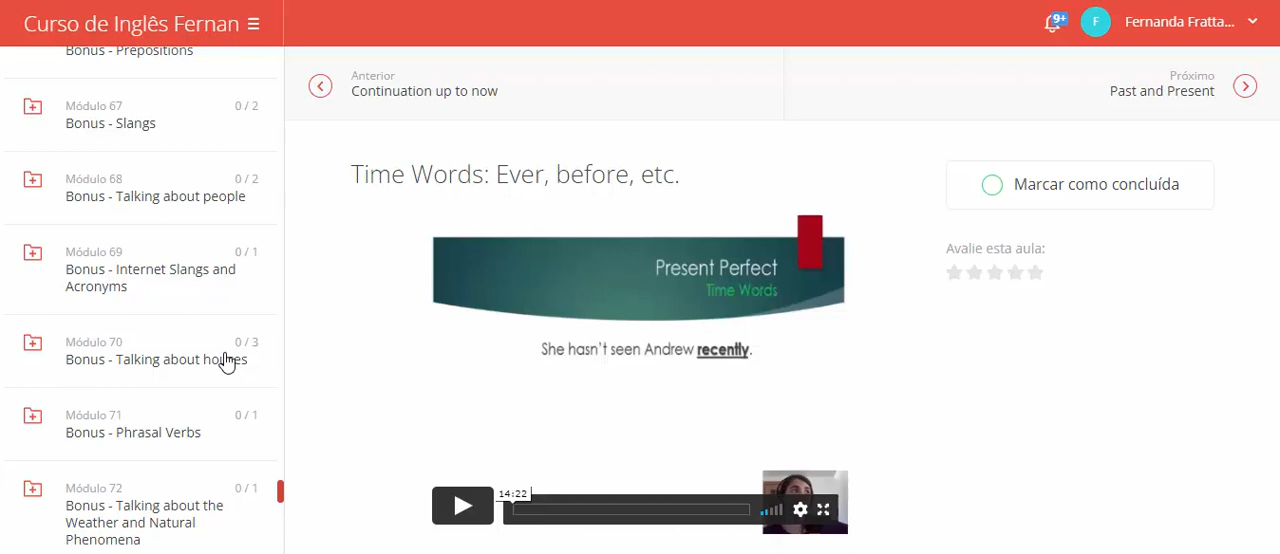 Curso de Inglês Fernan
9+
F
Fernanda Fratta...
Bonus - Prepositions
Módulo 67
0 / 2
Bonus - Slangs
Módulo 68
0 / 2
Bonus - Talking about people
Módulo 69
0 / 1
Bonus - Internet Slangs and
Acronyms
Módulo 70
0 / 3
Bonus - Talking about
Módulo 71
0 / 1
Bonus - Phrasal Verbs
Módulo 72
0 / 1
Bonus - Talking about the
Weather and Natural
Phenomena
Anterior
Continuation up to now
Próximo
Past and Present
Time Words: Ever, before, etc.
Present Perfect
Time Words
She hasn't seen Andrew recently.
14:22
Marcar como concluída
Avalie esta aula: